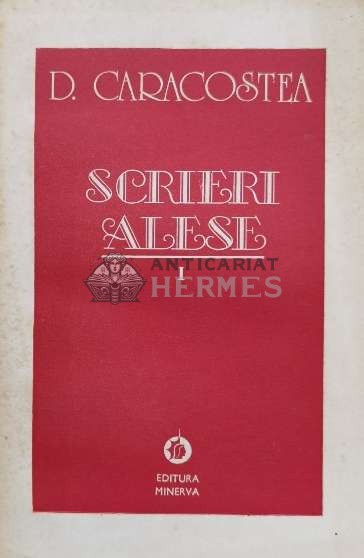 D. CARACOSTEA
SCRIERI
ALESE
I
ANTICARIAT
HERMES
EDITURA
MINERVA